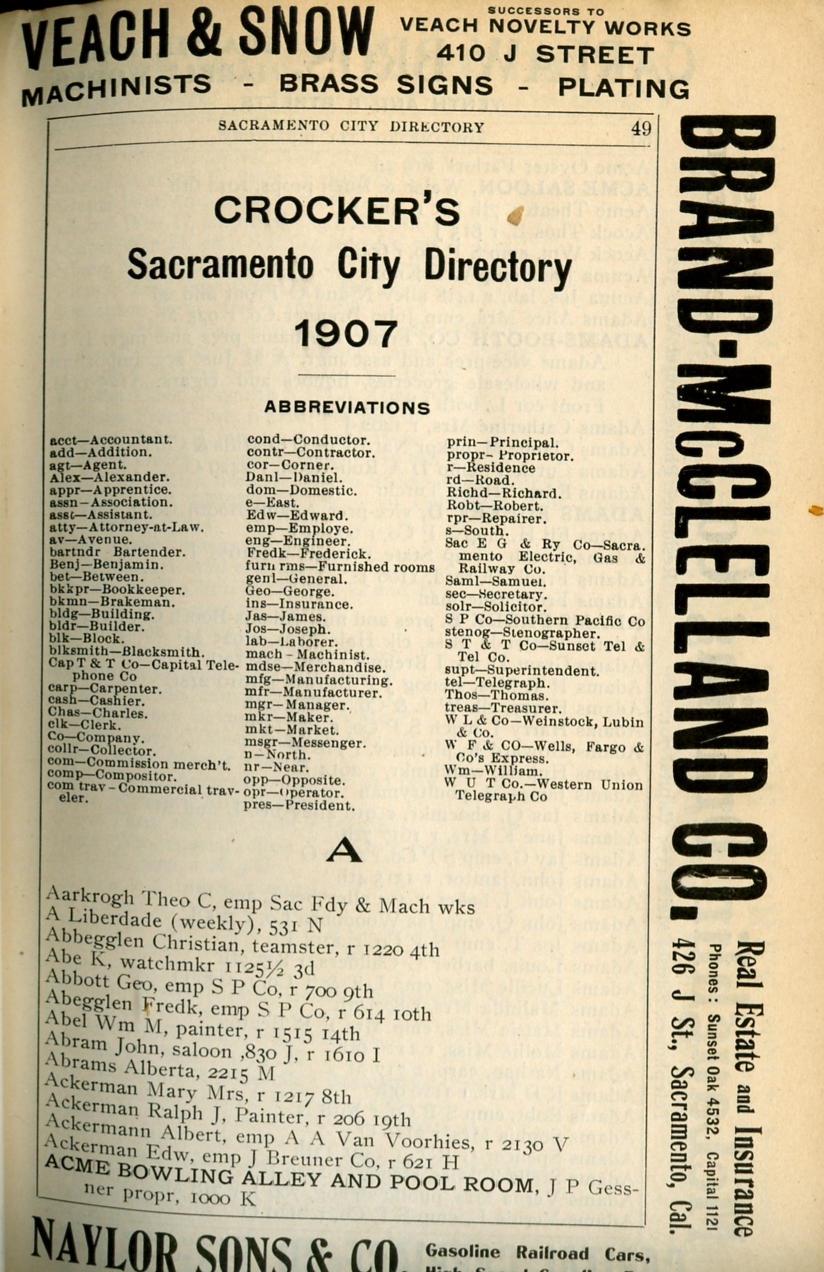 VEACH & SNOW
SUCCESSORS TO
VEACH NOVELTY WORKS
410 J STREET
MACHINISTS - BRASS SIGNS - PLATING
SACRAMENTO CITY DIRECTORY 49
CROCKER'S
Sacramento City Directory
1907
ABBREVIATIONS
acct—Accountant.
add—Addition.
agt—Agent.
Alex—Alexander.
appr—Apprentice.
assn—Association.
asst—Assistant.
atty—Attorney-at-Law.
av—Avenue.
bartndr Bartender.
Benj—Benjamin.
bet—Between.
bkkpr—Bookkeeper.
bkmn—Brakeman.
bldg—Building.
bldr—Builder.
blk—Block.
blksmith—Blacksmith.
Cap T & T Co—Capital Tele-
phone Co
carp—Carpenter.
cash—Cashier.
Chas—Charles.
clk—Clerk.
Co—Company.
collr—Collector.
com—Commission merch't.
comp—Compositor.
com trav-Commercial trav-
eler.
cond—Conductor.
contr—Contractor.
cor—Corner.
Danl—Daniel.
dom—Domestic.
e—East.
Edw—Edward.
emp—Employe.
eng—Engineer.
Fredk—Frederick.
furn rms—Furnished rooms
genl—General.
Geo—George.
ins—Insurance.
Jas—James.
Jos—Joseph.
lab—Laborer.
mach-Machinist.
mdse—Merchandise.
mfg—Manufacturing.
mfr—Manufacturer.
mgr—Manager.
mkr—Maker.
mkt—Market.
msgr—Messenger.
n—North.
nr—Near.
opp—Opposite.
opr—Operator.
pres—President.
prin—Principal.
propr- Proprietor.
r—Residence
rd—Road.
Richd—Richard.
Robt—Robert.
rpr—Repairer.
s—South.
Sac E G & Ry Co—Sacra.
mento Electric, Gas &
Railway Co.
Saml—Samuel.
sec—Secretary.
solr—Solicitor.
S P Co—Southern Pacific Co
stenog—Stenographer.
S T & T Co—Sunset Tel &
Tel Co.
supt—Superintendent.
tel—Telegraph.
Thos—Thomas.
treas—Treasurer.
W L & Co—Weinstock, Lubin
& Co.
W F & CO—Wells, Fargo &
Co's Express.
Wm—William.
W U T Co.—Western Union
Telegraph Co
A
Aarkrogh Theo C, emp Sac Fdy & Mach wks
A Liberdade (weekly), 531 N
Abbegglen Christian, teamster, r 1220 4th
Abe K, watchmkr 1125½ 3d
Abbott Geo, emp S P Co, r 700 9th
Abegglen Fredk, emp S P Co, r 614 10th
Abel Wm M, painter, r 1515 14th
Abram John, saloon ,830 J, r 1610 I
Abrams Alberta, 2215 M
Ackerman Mary Mrs, r 1217 8th
Ackerman Ralph J, Painter, r 206 19th
Ackermann Albert, emp A A Van Voorhies, r 2130 V
Ackerman Edw, emp J Breuner Co, r 621 H
ACME BOWLING ALLEY AND POOL ROOM, J P Gess-
ner propr, 1000 K
BRAND-McCLELLAND CO.
Real Estate and Insurance
Phones: Sunset Oak 4532, Capital 1121
426 J St., Sacramento, Cal.
NAYLOR SONS & CO.
Gasoline Railroad Cars,